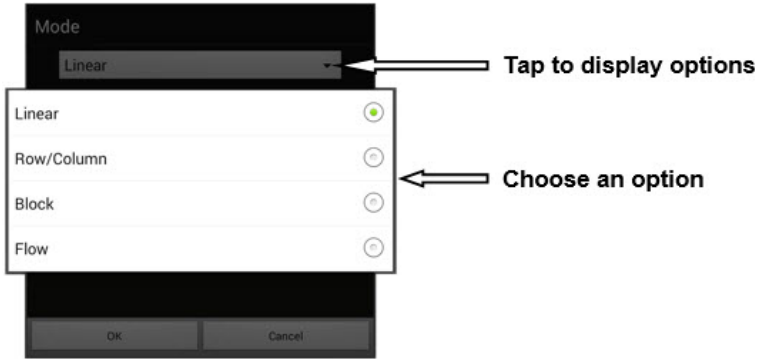 Mode
Linear
Tap to display options
Linear
Row/Column
Choose an option
Block
Flow
OK
Cancel